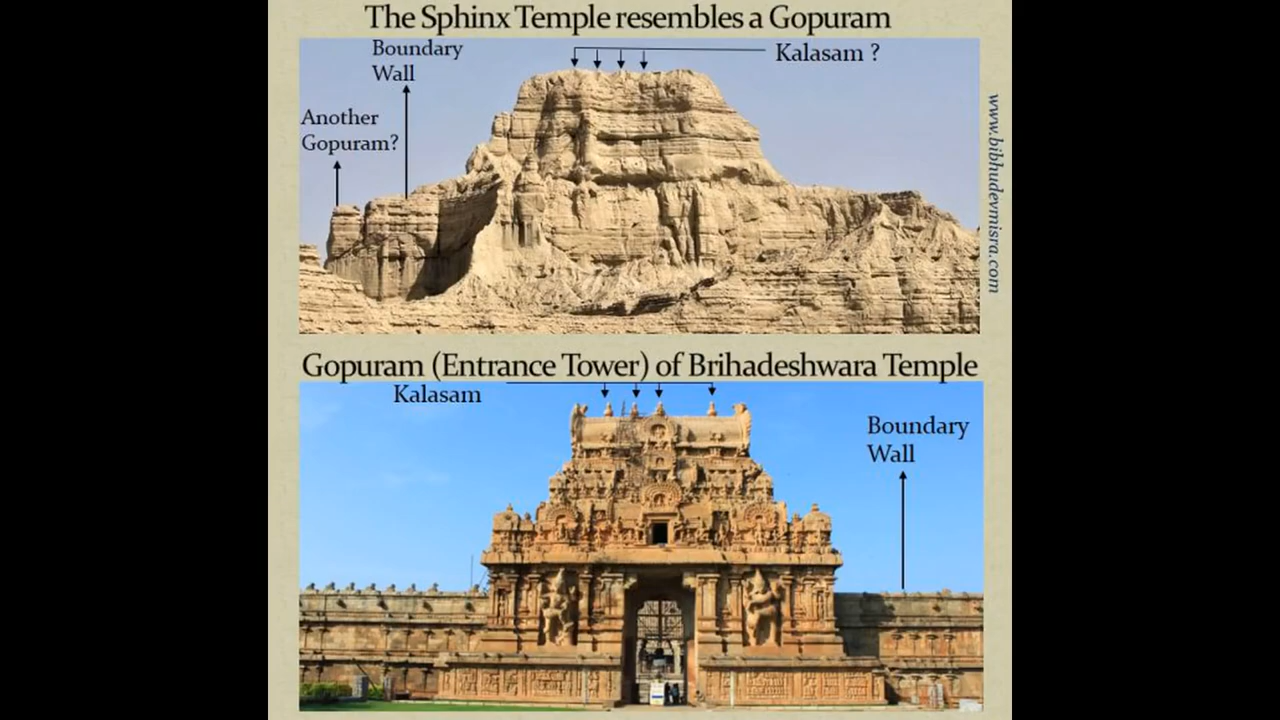 The Sphinx Temple resembles a Gopuram
Boundary
Wall
Kalasam ?
Another
Gopuram?
www.bibhudevmisra.com
Gopuram (Entrance Tower) of Brihadeshwara Temple
Kalasam
Boundary
Wall